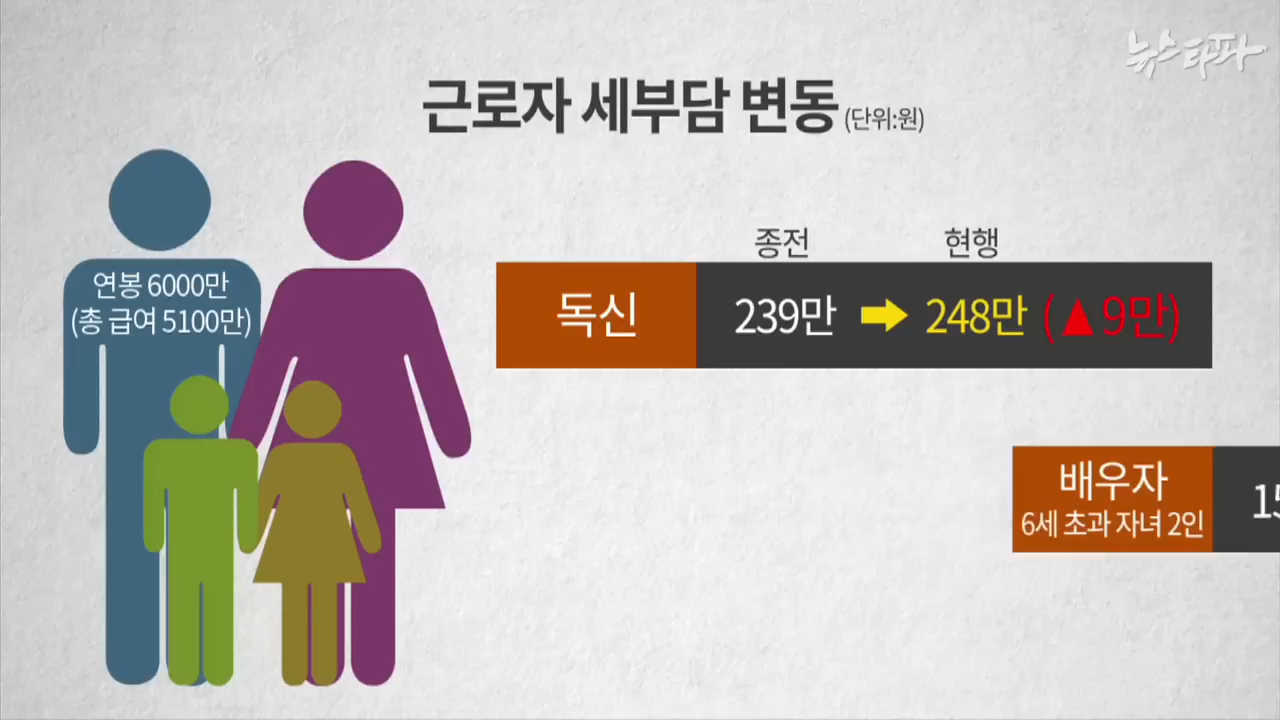 뉴스타파
근로자 세부담 변동 (단위:원)
연봉 6000만
(총 급여 5100만)
종전 현행
독신 239만 ➡ 248만 (▲9만)
배우자
6세 초과 자녀 2인